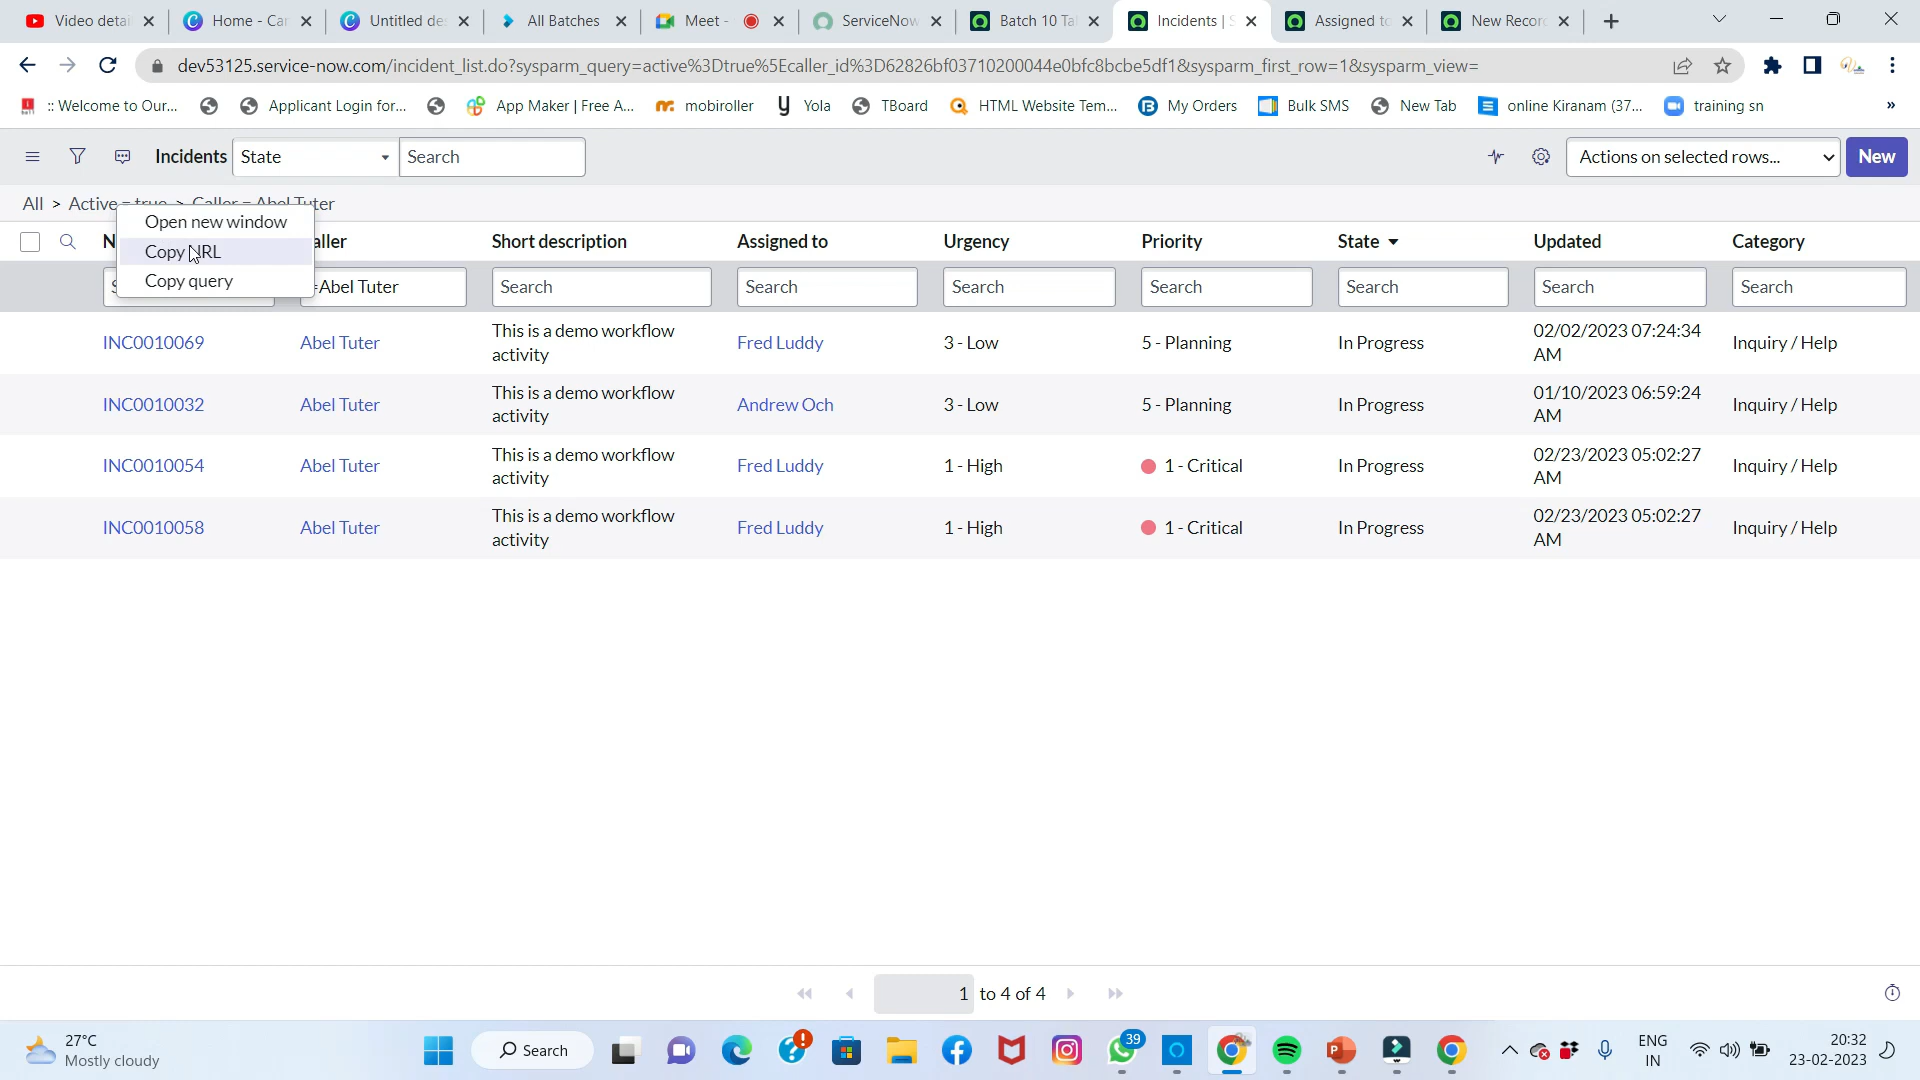 Video detai
Home - Can
Untitled des
All Batches
Meet -
ServiceNow
Batch 10 Ta
Incidents | S
Assigned to
New Recor
dev53125.service-now.com/incident_list.do?sysparm_query=active%3Dtrue%5Ecaller_id%3D62826bf03710200044e0bfc8bcbe5df1&sysparm_first_row=1&sysparm_view=
:: Welcome to Our...
Applicant Login for...
App Maker | Free A...
mobiroller
Yola
TBoard
HTML Website Tem...
My Orders
Bulk SMS
New Tab
online Kiranam (37...
training sn
»
Incidents
State
Search
Actions on selected rows...
New
All > Active = true > Caller = Abel Tuter
Open new window
Copy URL
Copy query
N
aller
Short description
Assigned to
Urgency
Priority
State
Updated
Category
=Abel Tuter
Search
Search
Search
Search
Search
Search
Search
INC0010069
Abel Tuter
This is a demo workflow
activity
Fred Luddy
3 - Low
5 - Planning
In Progress
02/02/2023 07:24:34
AM
Inquiry / Help
INC0010032
Abel Tuter
This is a demo workflow
activity
Andrew Och
3 - Low
5 - Planning
In Progress
01/10/2023 06:59:24
AM
Inquiry / Help
INC0010054
Abel Tuter
This is a demo workflow
activity
Fred Luddy
1 - High
1 - Critical
In Progress
02/23/2023 05:02:27
AM
Inquiry / Help
INC0010058
Abel Tuter
This is a demo workflow
activity
Fred Luddy
1 - High
1 - Critical
In Progress
02/23/2023 05:02:27
AM
Inquiry / Help
1 to 4 of 4
27°C
Mostly cloudy
Search
39
ENG
IN
20:32
23-02-2023